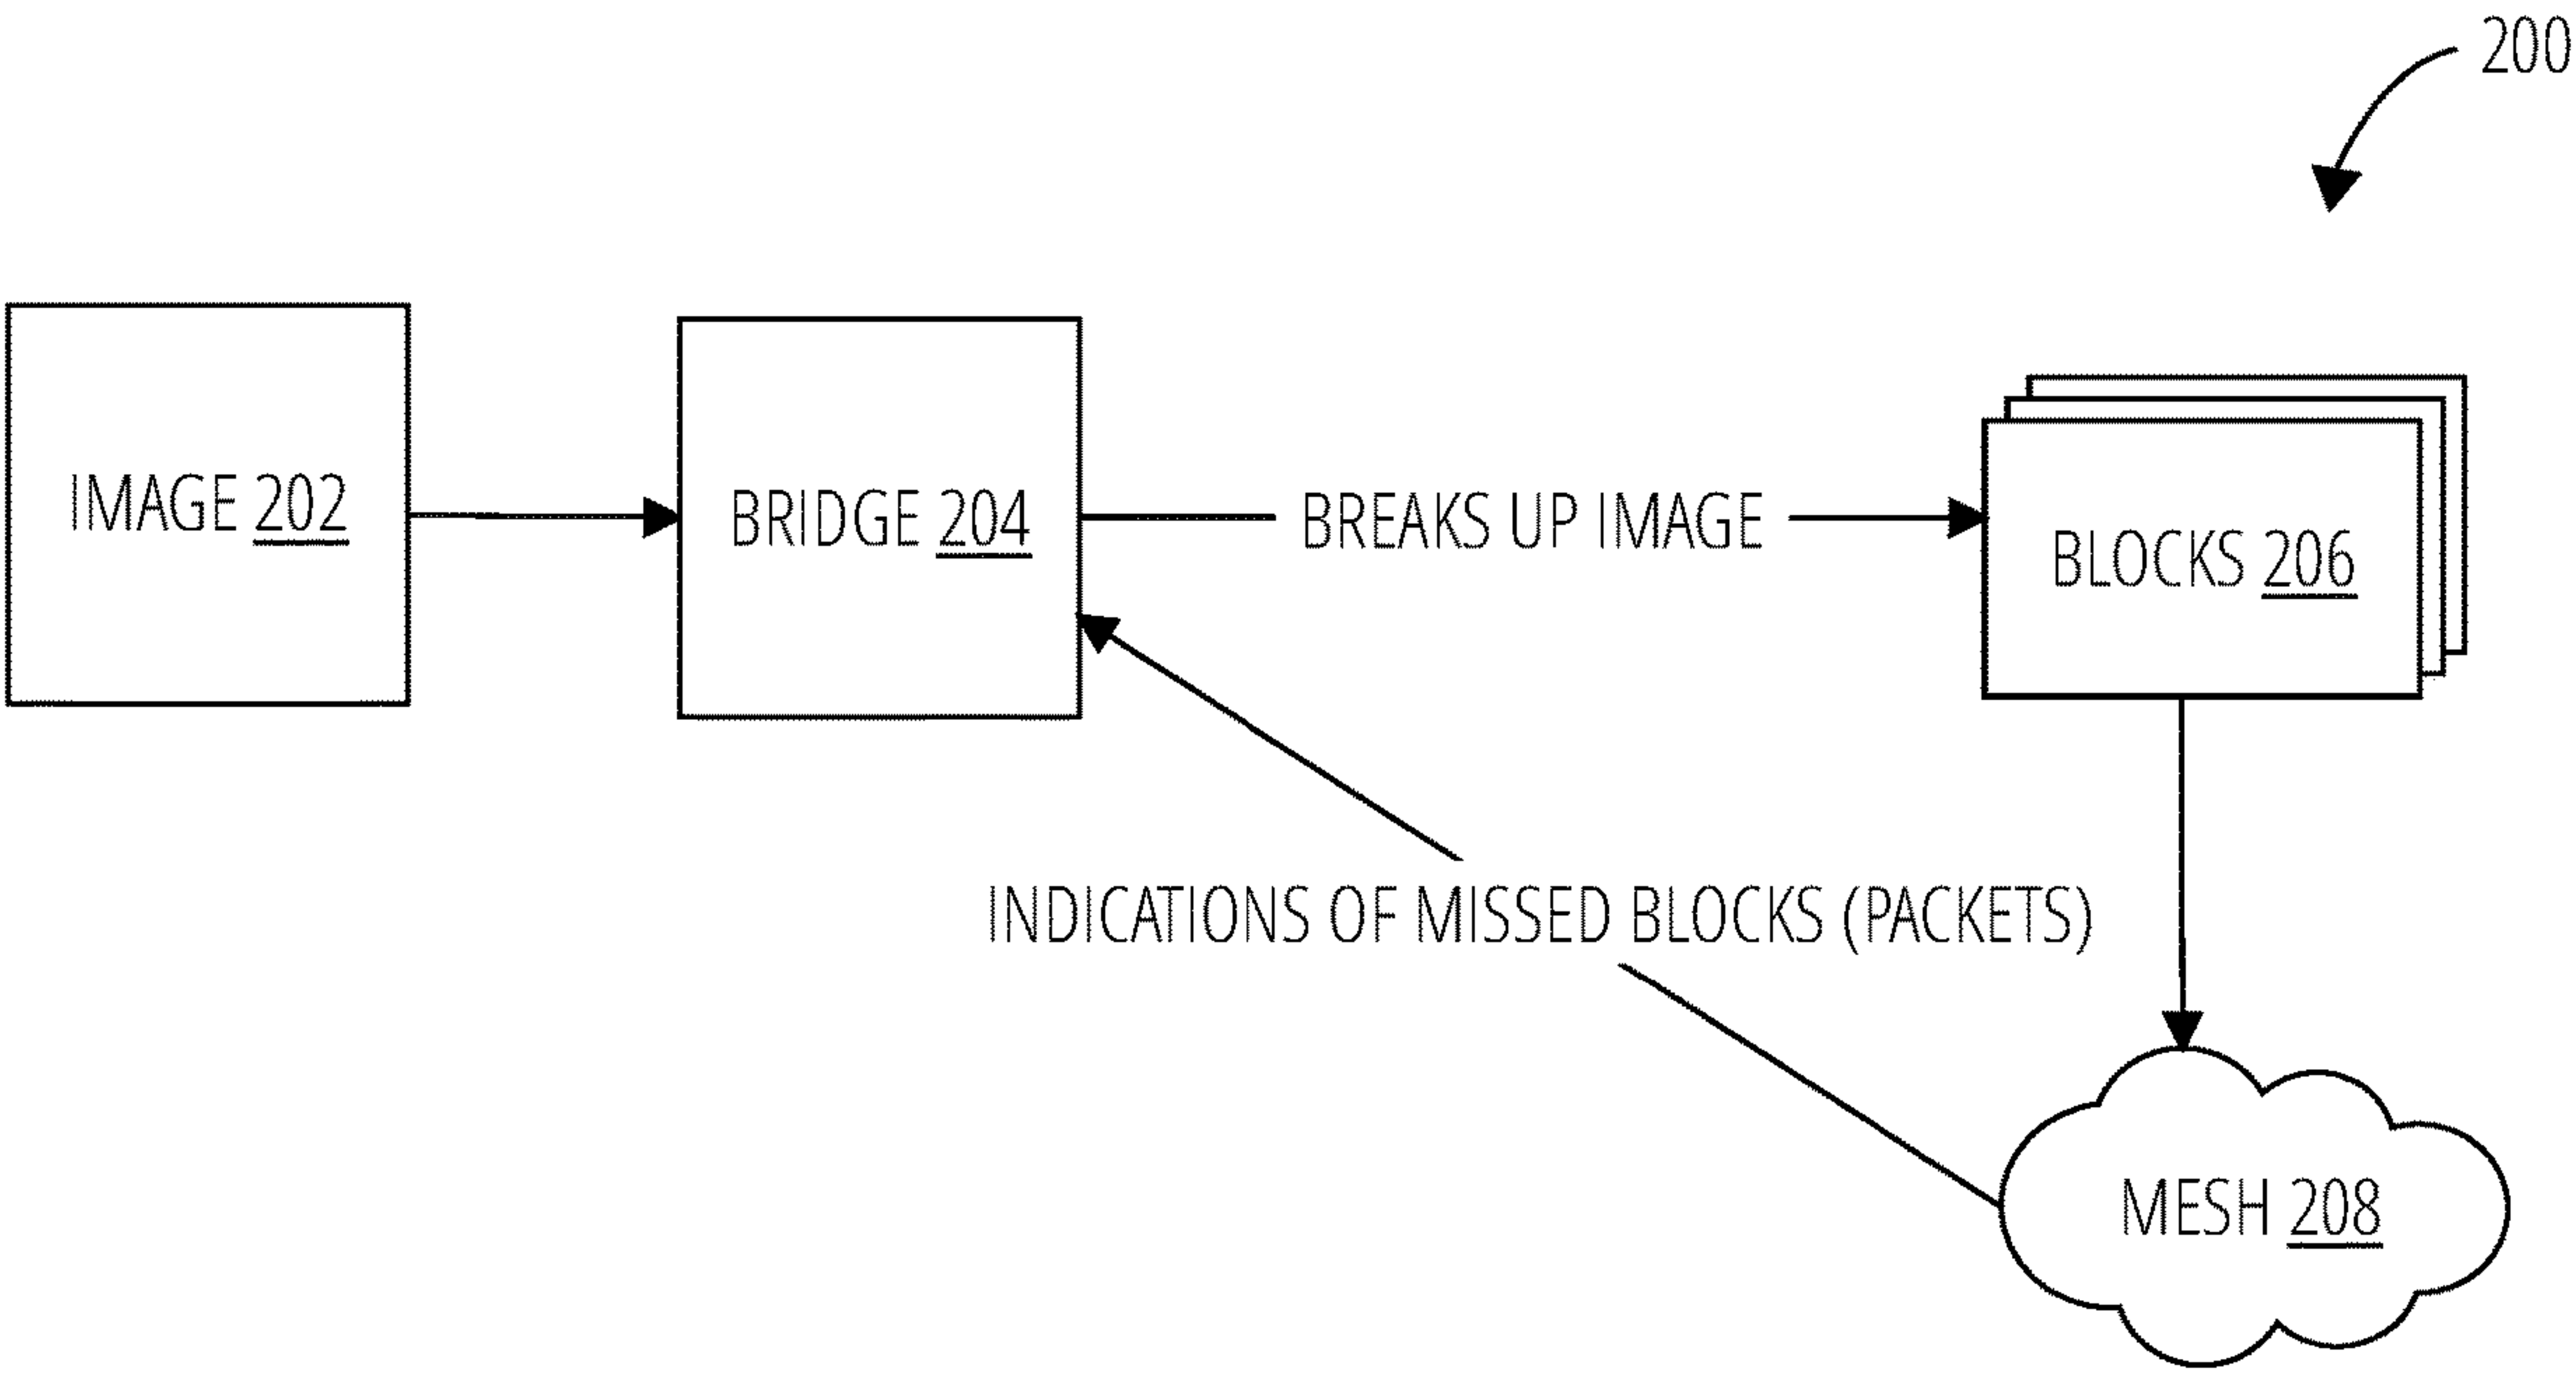 200
IMAGE 202
BRIDGE 204
BREAKS UP IMAGE
BLOCKS 206
INDICATIONS OF MISSED BLOCKS (PACKETS)
MESH 208